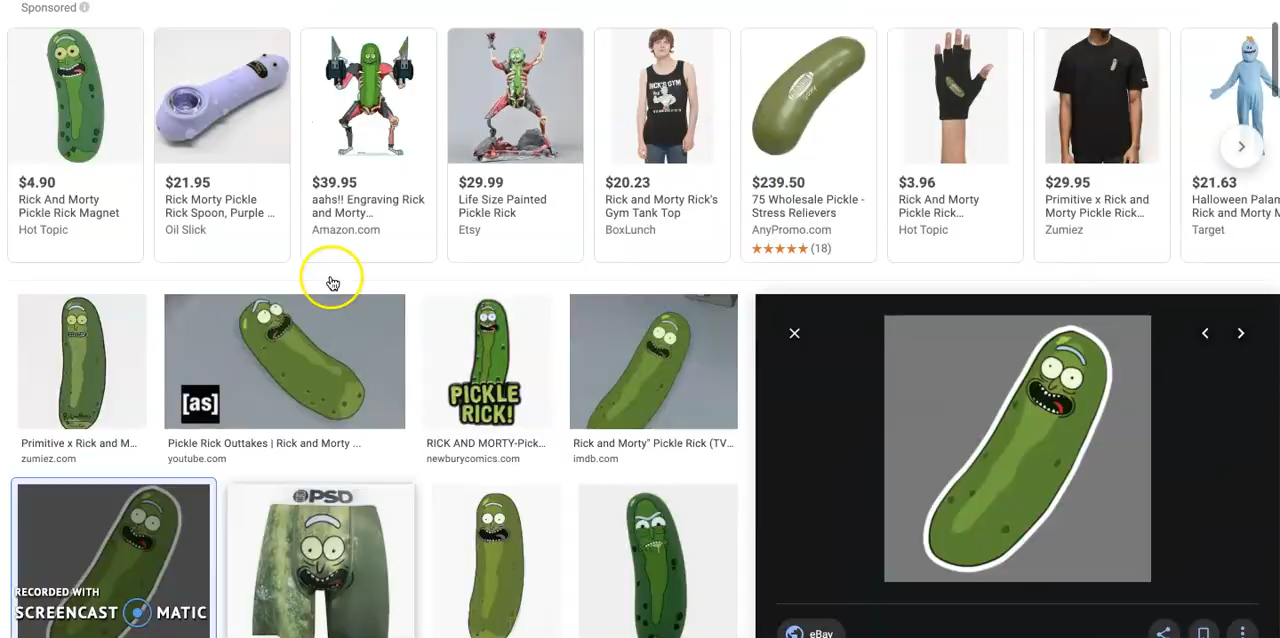 Sponsored
$4.90
Rick And Morty
Pickle Rick Magnet
Hot Topic
$21.95
Rick Morty Pickle
Rick Spoon, Purple ...
Oil Slick
$39.95
aahs!! Engraving Rick
and Morty...
Amazon.com
$29.99
Life Size Painted
Pickle Rick
Etsy
RICK'S GYM
$20.23
Rick and Morty Rick's
Gym Tank Top
BoxLunch
$239.50
75 Wholesale Pickle -
Stress Relievers
AnyPromo.com
(18)
$3.96
Rick And Morty
Pickle Rick...
Hot Topic
$29.95
Primitive x Rick and
Morty Pickle Rick...
Zumiez
$21.63
Halloween Palam
Rick and Morty M
Target
Primitive x Rick and M...
zumiez.com
[as]
Pickle Rick Outtakes | Rick and Morty ...
youtube.com
PICKLE
RICK!
RICK AND MORTY-Pick...
newburycomics.com
Rick and Morty" Pickle Rick (TV...
imdb.com
PSD
RECORDED WITH
SCREENCAST MATIC
eBay